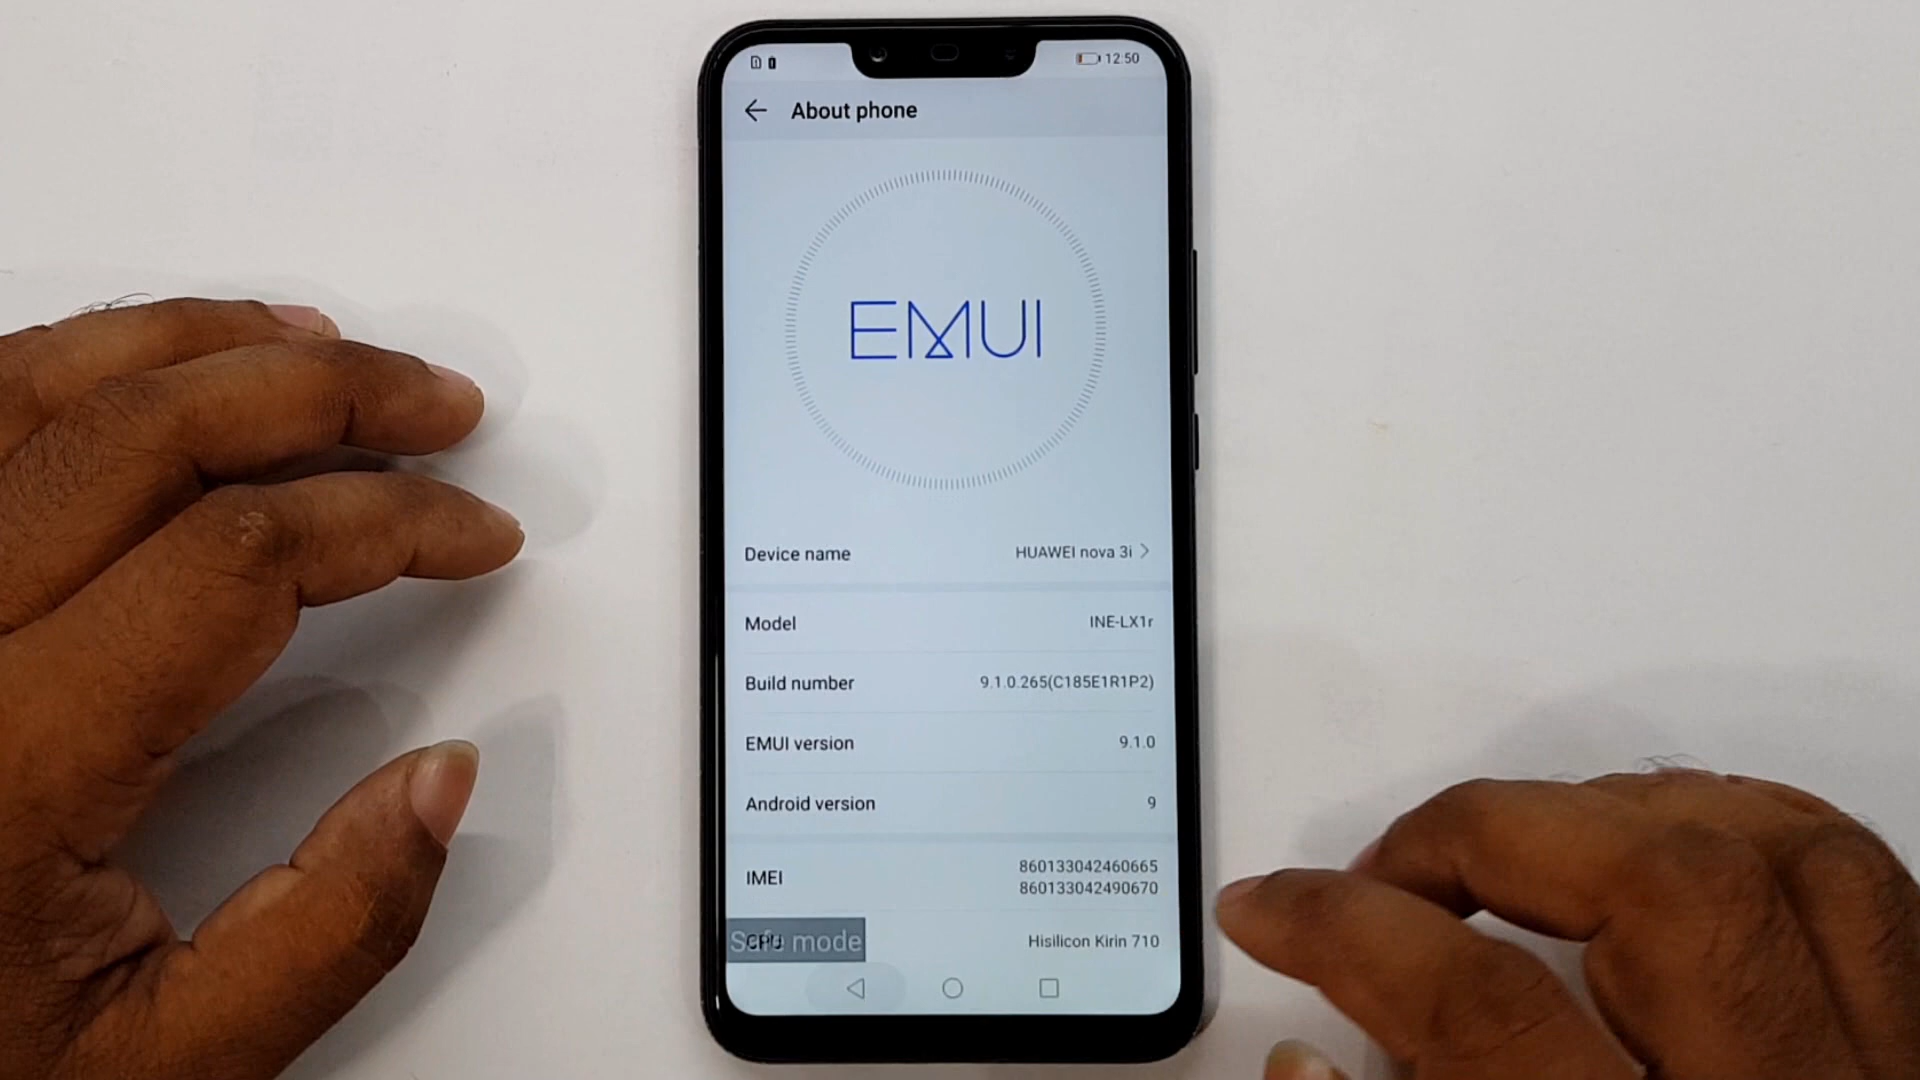 12:50
About phone
EMUI
Device name HUAWEI nova 3i
Model INE-LX1r
Build number 9.1.0.265(C185E1R1P2)
EMUI version 9.1.0
Android version 9
IMEI 860133042460665
860133042490670
CPU Hisilicon Kirin 710
Safe mode